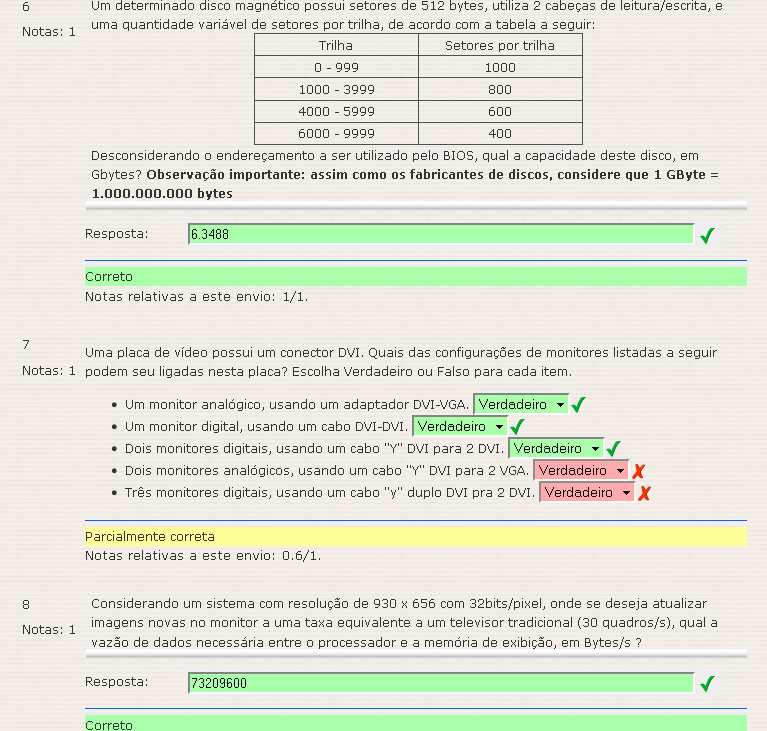 6
Um determinado disco magnético possui setores de 512 bytes, utiliza 2 cabeças de leitura/escrita, e
Notas: 1
uma quantidade variável de setores por trilha, de acordo com a tabela a seguir:
Trilha Setores por trilha
0 - 999 1000
1000 - 3999 800
4000 - 5999 600
6000 - 9999 400
Desconsiderando o endereçamento a ser utilizado pelo BIOS, qual a capacidade deste disco, em
Gbytes? Observação importante: assim como os fabricantes de discos, considere que 1 GByte =
1.000.000.000 bytes
Resposta: 6.3488
Correto
Notas relativas a este envio: 1/1.
7
Notas: 1
Uma placa de vídeo possui um conector DVI. Quais das configurações de monitores listadas a seguir
podem seu ligadas nesta placa? Escolha Verdadeiro ou Falso para cada item.
• Um monitor analógico, usando um adaptador DVI-VGA. Verdadeiro
• Um monitor digital, usando um cabo DVI-DVI. Verdadeiro
• Dois monitores digitais, usando um cabo "Y" DVI para 2 DVI. Verdadeiro
• Dois monitores analógicos, usando um cabo "Y" DVI para 2 VGA. Verdadeiro
• Três monitores digitais, usando um cabo "y" duplo DVI pra 2 DVI. Verdadeiro
Parcialmente correta
Notas relativas a este envio: 0.6/1.
8
Notas: 1
Considerando um sistema com resolução de 930 x 656 com 32bits/pixel, onde se deseja atualizar
imagens novas no monitor a uma taxa equivalente a um televisor tradicional (30 quadros/s), qual a
vazão de dados necessária entre o processador e a memória de exibição, em Bytes/s ?
Resposta: 73209600
Correto